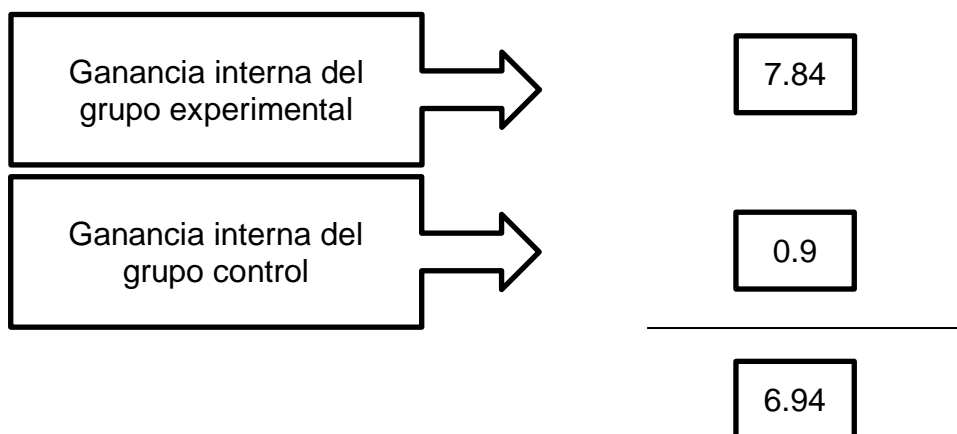 Ganancia interna del
grupo experimental
7.84
Ganancia interna del
grupo control
0.9
6.94